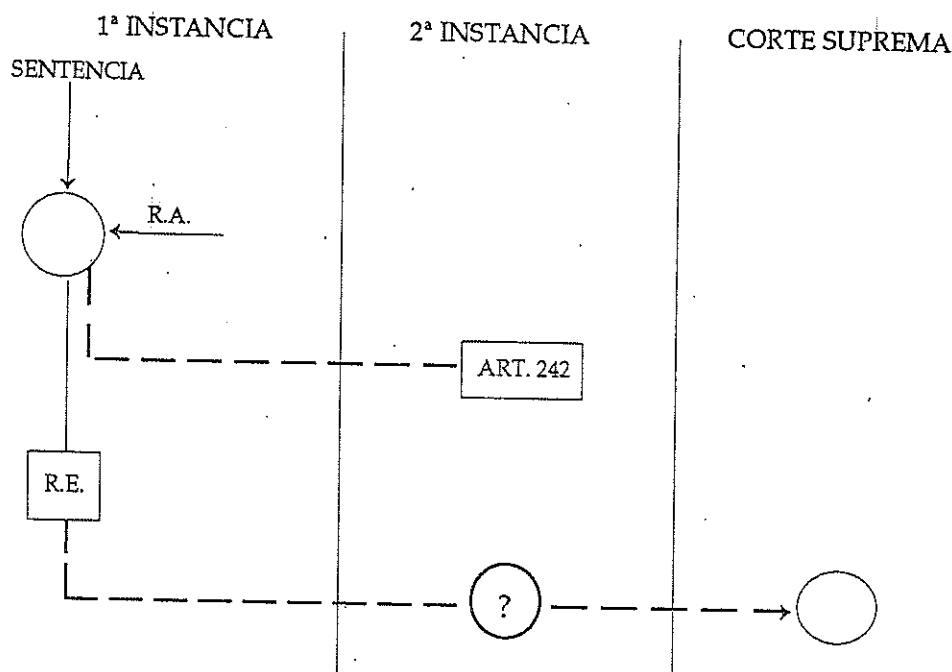 1ª INSTANCIA
2ª INSTANCIA
CORTE SUPREMA
SENTENCIA
R.A.
ART. 242
R.E.
?